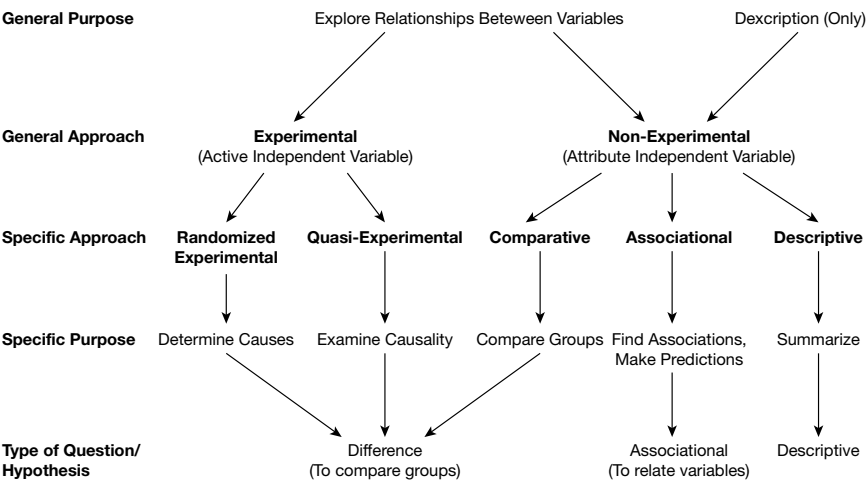 General Purpose Explore Relationships Betewen Variables Dexcription (Only)
General Approach Experimental Non-Experimental
(Active Independent Variable) (Attribute Independent Variable)
Specific Approach Randomized Quasi-Experimental Comparative Associational Descriptive
Experimental
Specific Purpose Determine Causes Examine Causality Compare Groups Find Associations, Summarize
Make Predictions
Type of Question/ Difference Associational Descriptive
Hypothesis (To compare groups) (To relate variables)